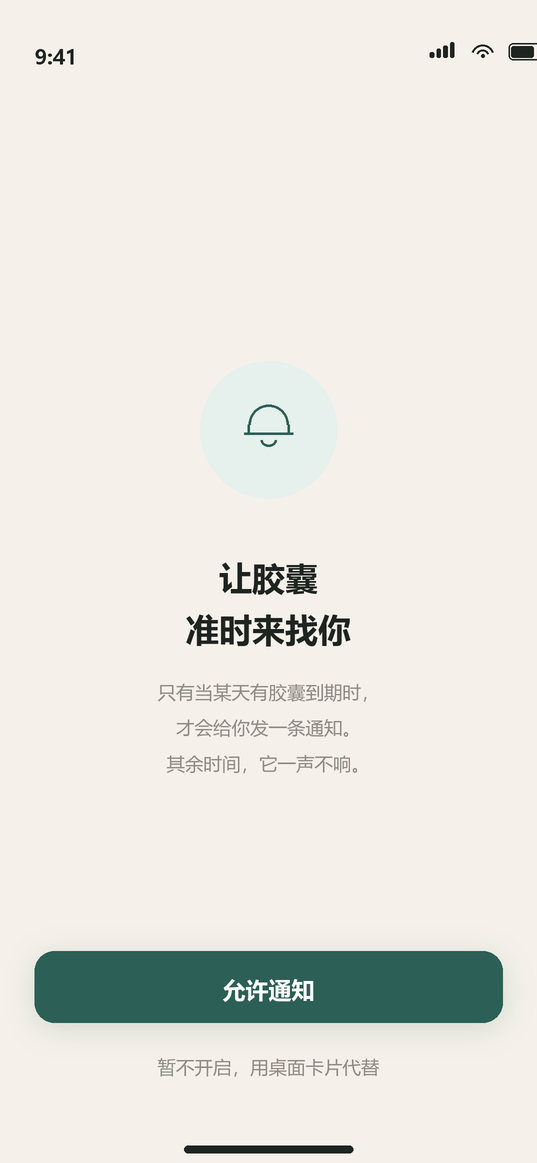 9:41
让胶囊
准时来找你
只有当某天有胶囊到期时，
才会给你发一条通知。
其余时间，它一声不响。
允许通知
暂不开启，用桌面卡片代替